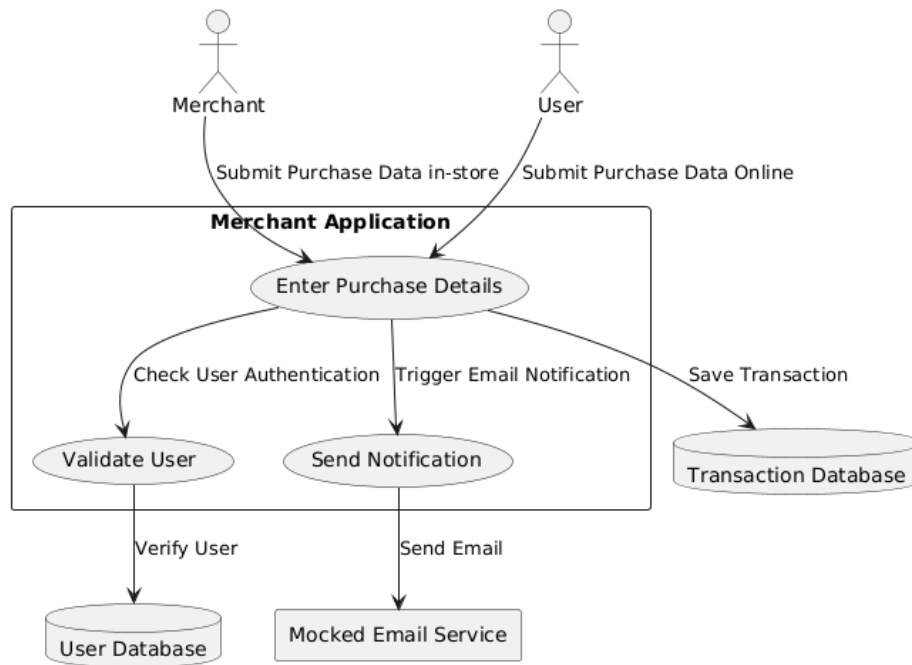 Merchant
User
Submit Purchase Data in-store
Submit Purchase Data Online
Merchant Application
Enter Purchase Details
Check User Authentication
Trigger Email Notification
Save Transaction
Validate User
Send Notification
Transaction Database
Verify User
Send Email
User Database
Mocked Email Service